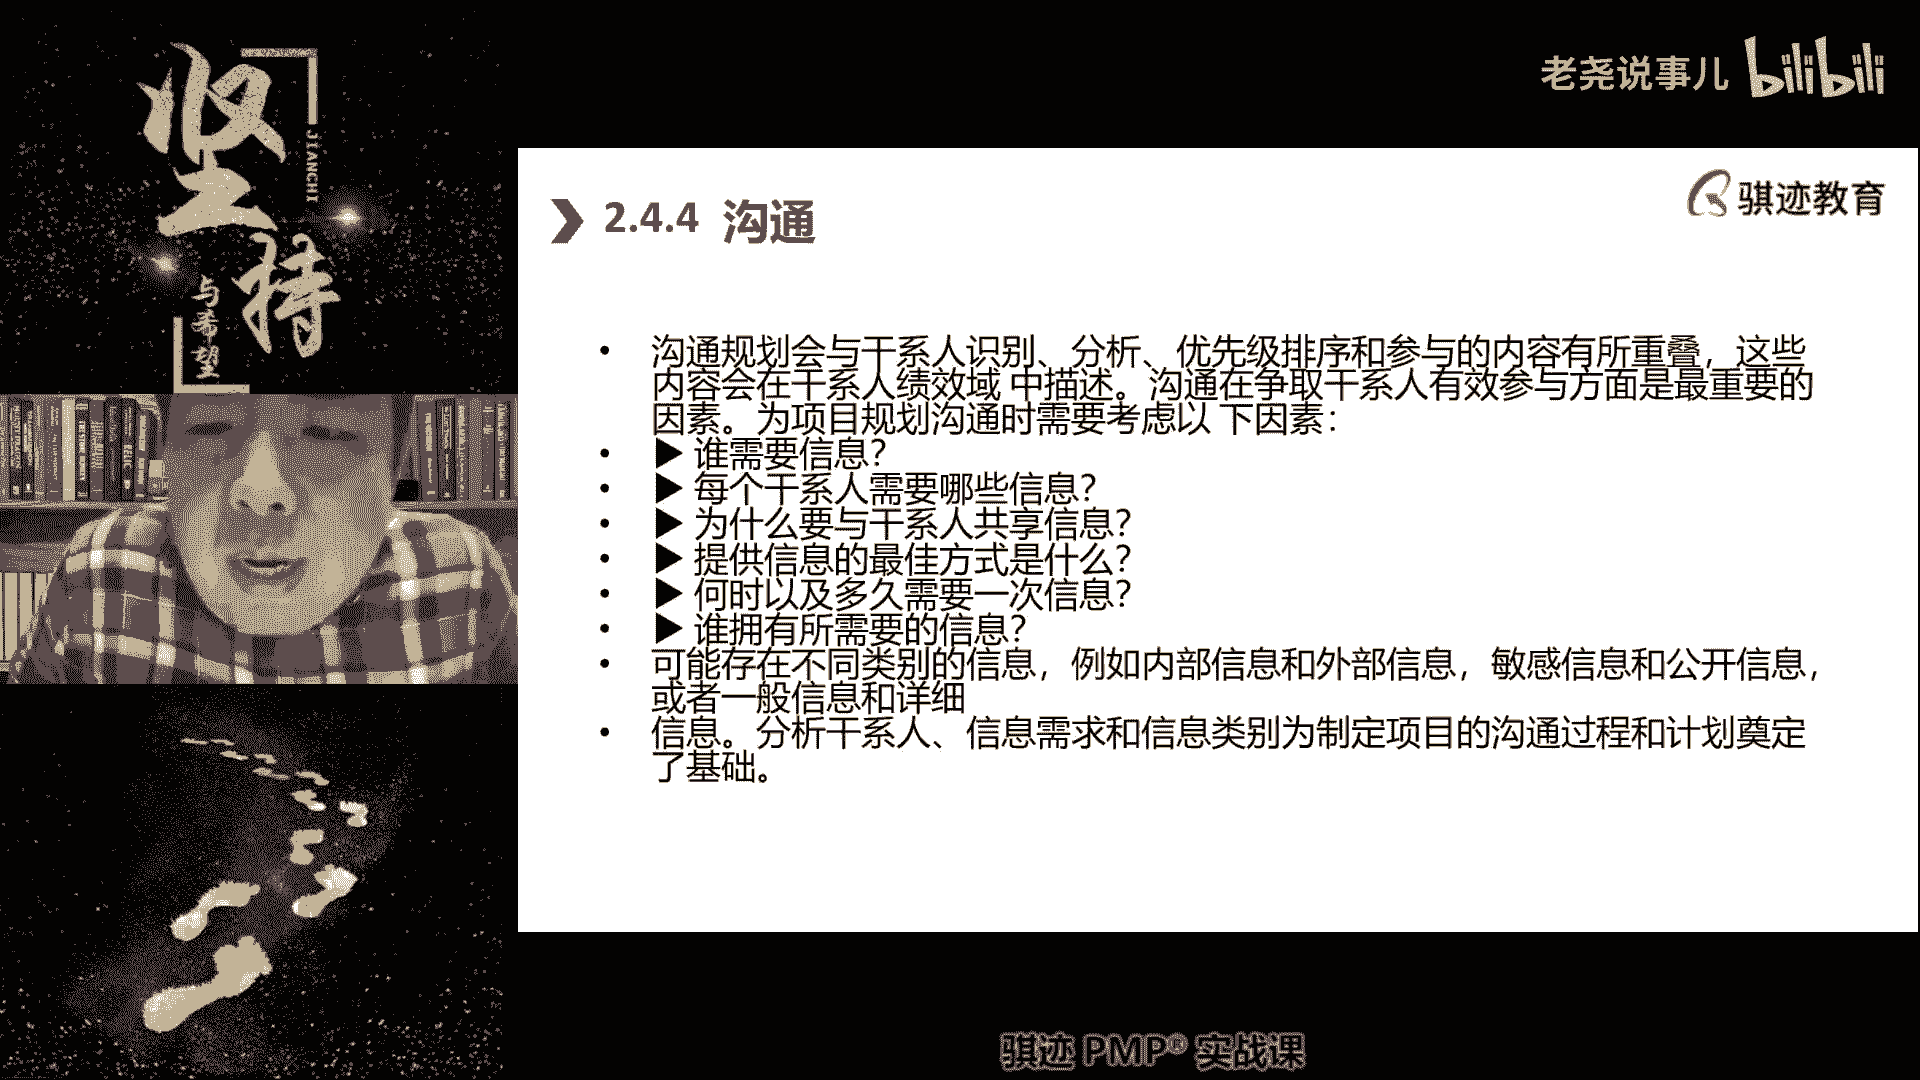 坚持
JIANCHI
与希望
老尧说事儿 bilibili
骐迹教育
2.4.4 沟通
• 沟通规划会与干系人识别、分析、优先级排序和参与的内容有所重叠，这些
内容会在干系人绩效域 中描述。沟通在争取干系人有效参与方面是最重要的
因素。为项目规划沟通时需要考虑以 下因素：
• ▶ 谁需要信息？
• ▶ 每个干系人需要哪些信息？
• ▶ 为什么要与干系人共享信息？
• ▶ 提供信息的最佳方式是什么？
• ▶ 何时以及多久需要一次信息？
• ▶ 谁拥有所需要的信息？
• 可能存在不同类别的信息，例如内部信息和外部信息，敏感信息和公开信息，
或者一般信息和详细
• 信息。分析干系人、信息需求和信息类别为制定项目的沟通过程和计划奠定
了基础。
骐迹 PMP® 实战课